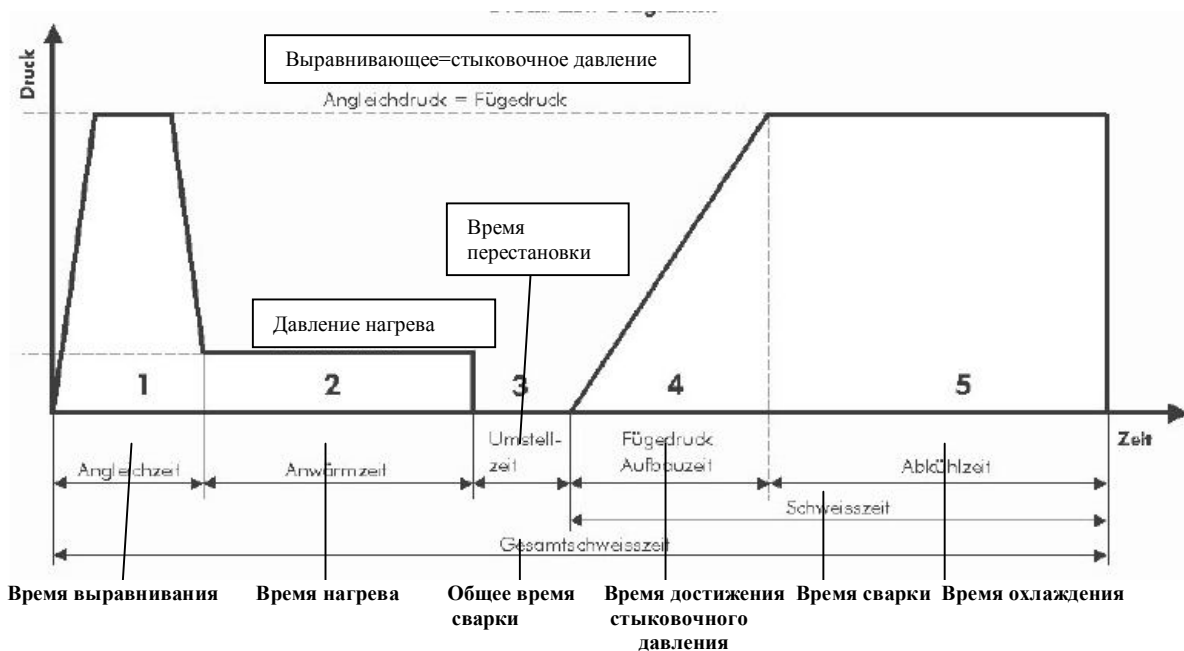 Druck
Выравнивающее=стыковочное давление
Angleichdruck = Fügedruck
Время
перестановки
Давление нагрева
1
2
3
4
5
Zeit
Umstell-
zeit
Fügedruck
Aufbauzeit
Angleichzeit
Anwärmzeit
Abkühlzeit
Schweisszeit
Gesamtschweisszeit
Время выравнивания
Время нагрева
Общее время
сварки
Время достижения
стыковочного
давления
Время сварки
Время охлаждения